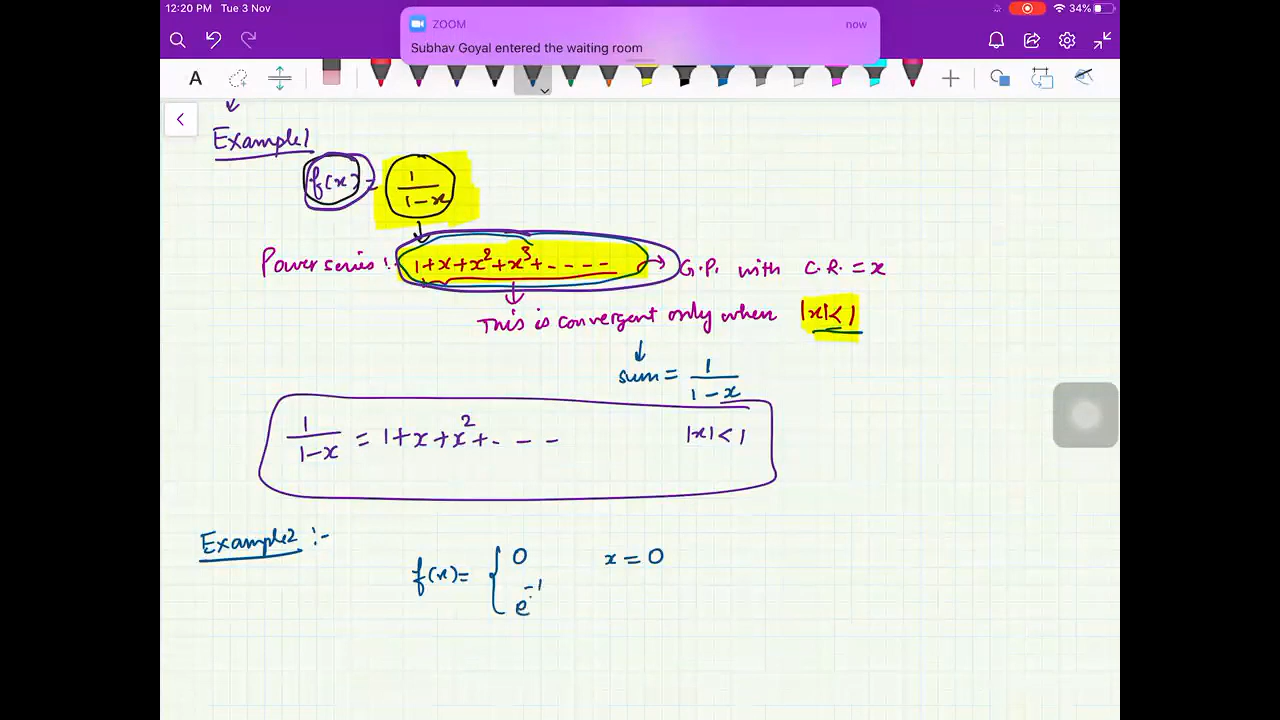 12:20 PM Tue 3 Nov
34%
ZOOM now
Subhav Goyal entered the waiting room
A
Example1
f(x) = 1/(1-x)
Power series :- 1+x+x²+x³+---- → G.P. with C.R. = x
This is convergent only when |x|<1
sum = 1/(1-x)
1/(1-x) = 1+x+x²+--- |x|<1
Example2 :-
f(x)= { 0 x=0
e⁻¹